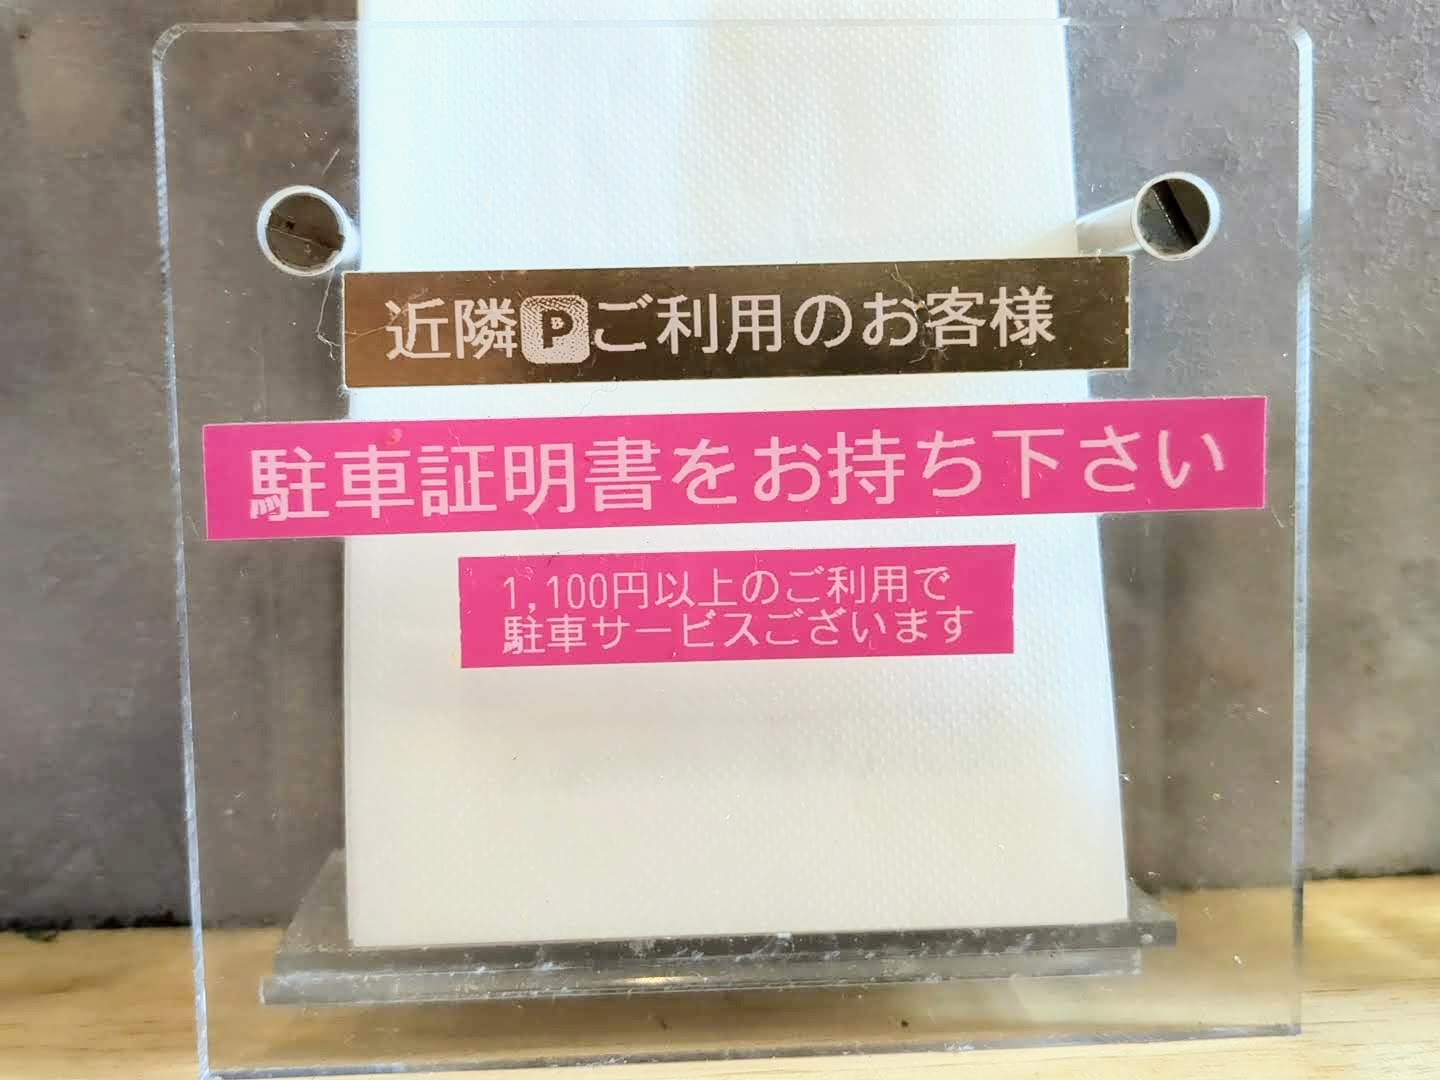 近隣Pご利用のお客様
駐車証明書をお持ち下さい
1,100円以上のご利用で
駐車サービスございます